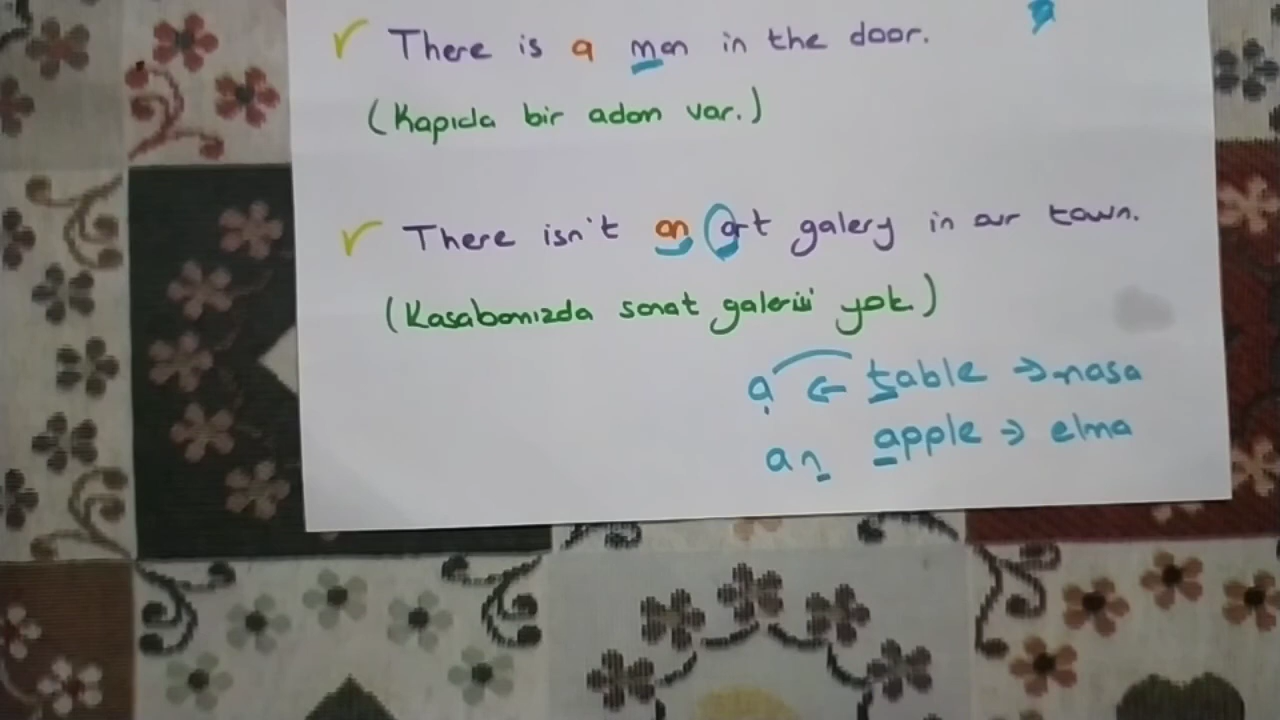 There is a man in the door.
(Kapıda bir adam var.)
There isn't an art galery in our town.
(Kasabamızda sanat galerisi yok)
a ← table → masa
an apple → elma